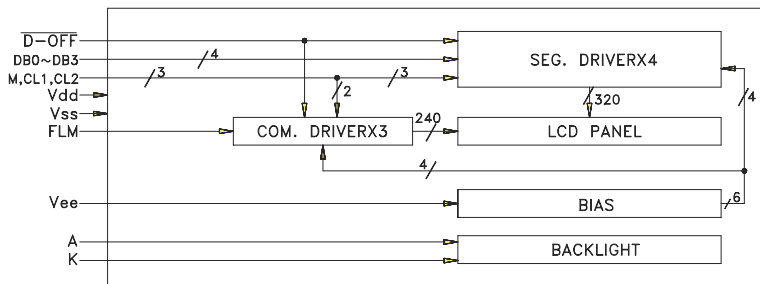 D-OFF
DB0~DB3
4
SEG. DRIVERX4
M,CL1,CL2
3
3
2
4
Vdd
320
Vss
FLM
COM. DRIVERX3
240
LCD PANEL
4
Vee
BIAS
6
A
K
BACKLIGHT